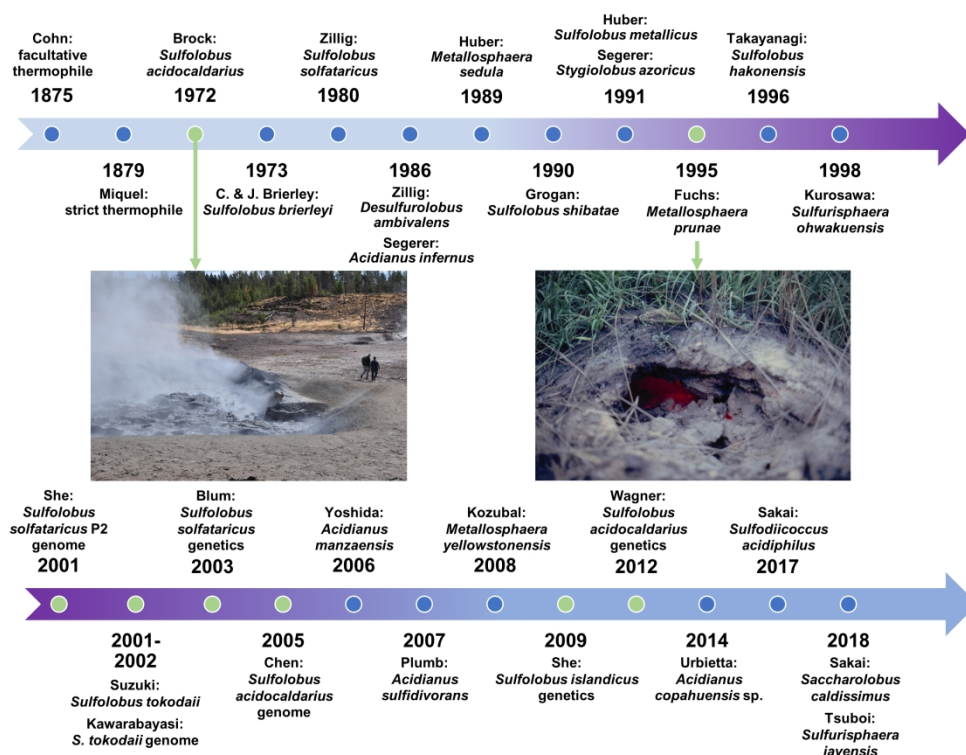 Cohn:
facultative
thermophile
1875
Brock:
Sulfolobus
acidocaldarius
1972
Zillig:
Sulfolobus
solfataricus
1980
Huber:
Metallosphaera
sedula
1989
Huber:
Sulfolobus metallicus
Segerer:
Stygiolobus azoricus
1991
Takayanagi:
Sulfolobus
hakonensis
1996
1879
Miquel:
strict thermophile
1973
C. & J. Brierley:
Sulfolobus brierleyi
1986
Zillig:
Desulfurolobus
ambivalens
Segerer:
Acidianus infernus
1990
Grogan:
Sulfolobus shibatae
1995
Fuchs:
Metallosphaera
prunae
1998
Kurosawa:
Sulfurisphaera
ohwakuensis
She:
Sulfolobus
solfataricus P2
genome
2001
Blum:
Sulfolobus
solfataricus
genetics
2003
Yoshida:
Acidianus
manzaensis
2006
Kozubal:
Metallosphaera
yellowstonensis
2008
Wagner:
Sulfolobus
acidocaldarius
genetics
2012
Sakai:
Sulfodiicoccus
acidiphilus
2017
2001-
2002
Suzuki:
Sulfolobus tokodaii
Kawarabayasi:
S. tokodaii genome
2005
Chen:
Sulfolobus
acidocaldarius
genome
2007
Plumb:
Acidianus
sulfidivorans
2009
She:
Sulfolobus islandicus
genetics
2014
Urbietta:
Acidianus
copahuensis sp.
2018
Sakai:
Saccharolobus
caldissimus
Tsuboi:
Sulfurisphaera
javensis